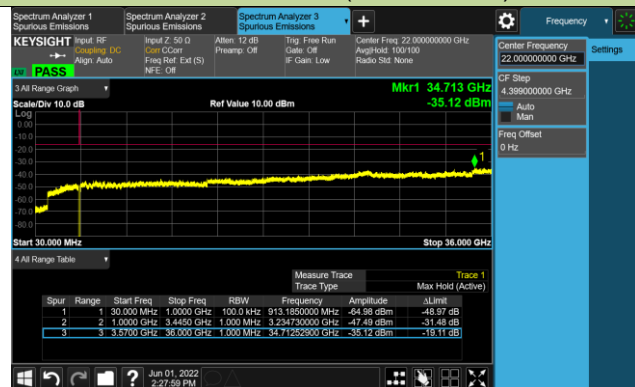 Spectrum Analyzer 1
Spurious Emissions
Spectrum Analyzer 2
Spurious Emissions
Spectrum Analyzer 3
Spurious Emissions
Frequency
KEYSIGHT
Input: RF
Coupling: DC
Align: Auto
Input Z: 50 Ω
Corr CCorr
Freq Ref: Ext (S)
NFE: Off
Atten: 12 dB
Preamp: Off
Trig: Free Run
Gate: Off
IF Gain: Low
Center Freq: 22.000000000 GHz
Avg|Hold: 100/100
Radio Std: None
PASS
Center Frequency
22.000000000 GHz
Settings
CF Step
4.399000000 GHz
Auto
Man
Freq Offset
0 Hz
3 All Range Graph
Mkr1 34.713 GHz
-35.12 dBm
Scale/Div 10.0 dB
Ref Value 10.00 dBm
Log
0.00
-10.0
-20.0
-30.0
-40.0
-50.0
-60.0
-70.0
-80.0
1
Start 30.000 MHz
Stop 36.000 GHz
4 All Range Table
Measure Trace Trace 1
Trace Type Max Hold (Active)
Spur Range Start Freq Stop Freq RBW Frequency Amplitude ΔLimit
1 1 30.000 MHz 1.0000 GHz 100.0 kHz 913.1850000 MHz -64.98 dBm -48.97 dB
2 2 1.0000 GHz 3.4450 GHz 1.000 MHz 3.234730000 GHz -47.49 dBm -31.48 dB
3 3 3.5700 GHz 36.000 GHz 1.000 MHz 34.71252900 GHz -35.12 dBm -19.11 dB
Jun 01, 2022
2:27:59 PM